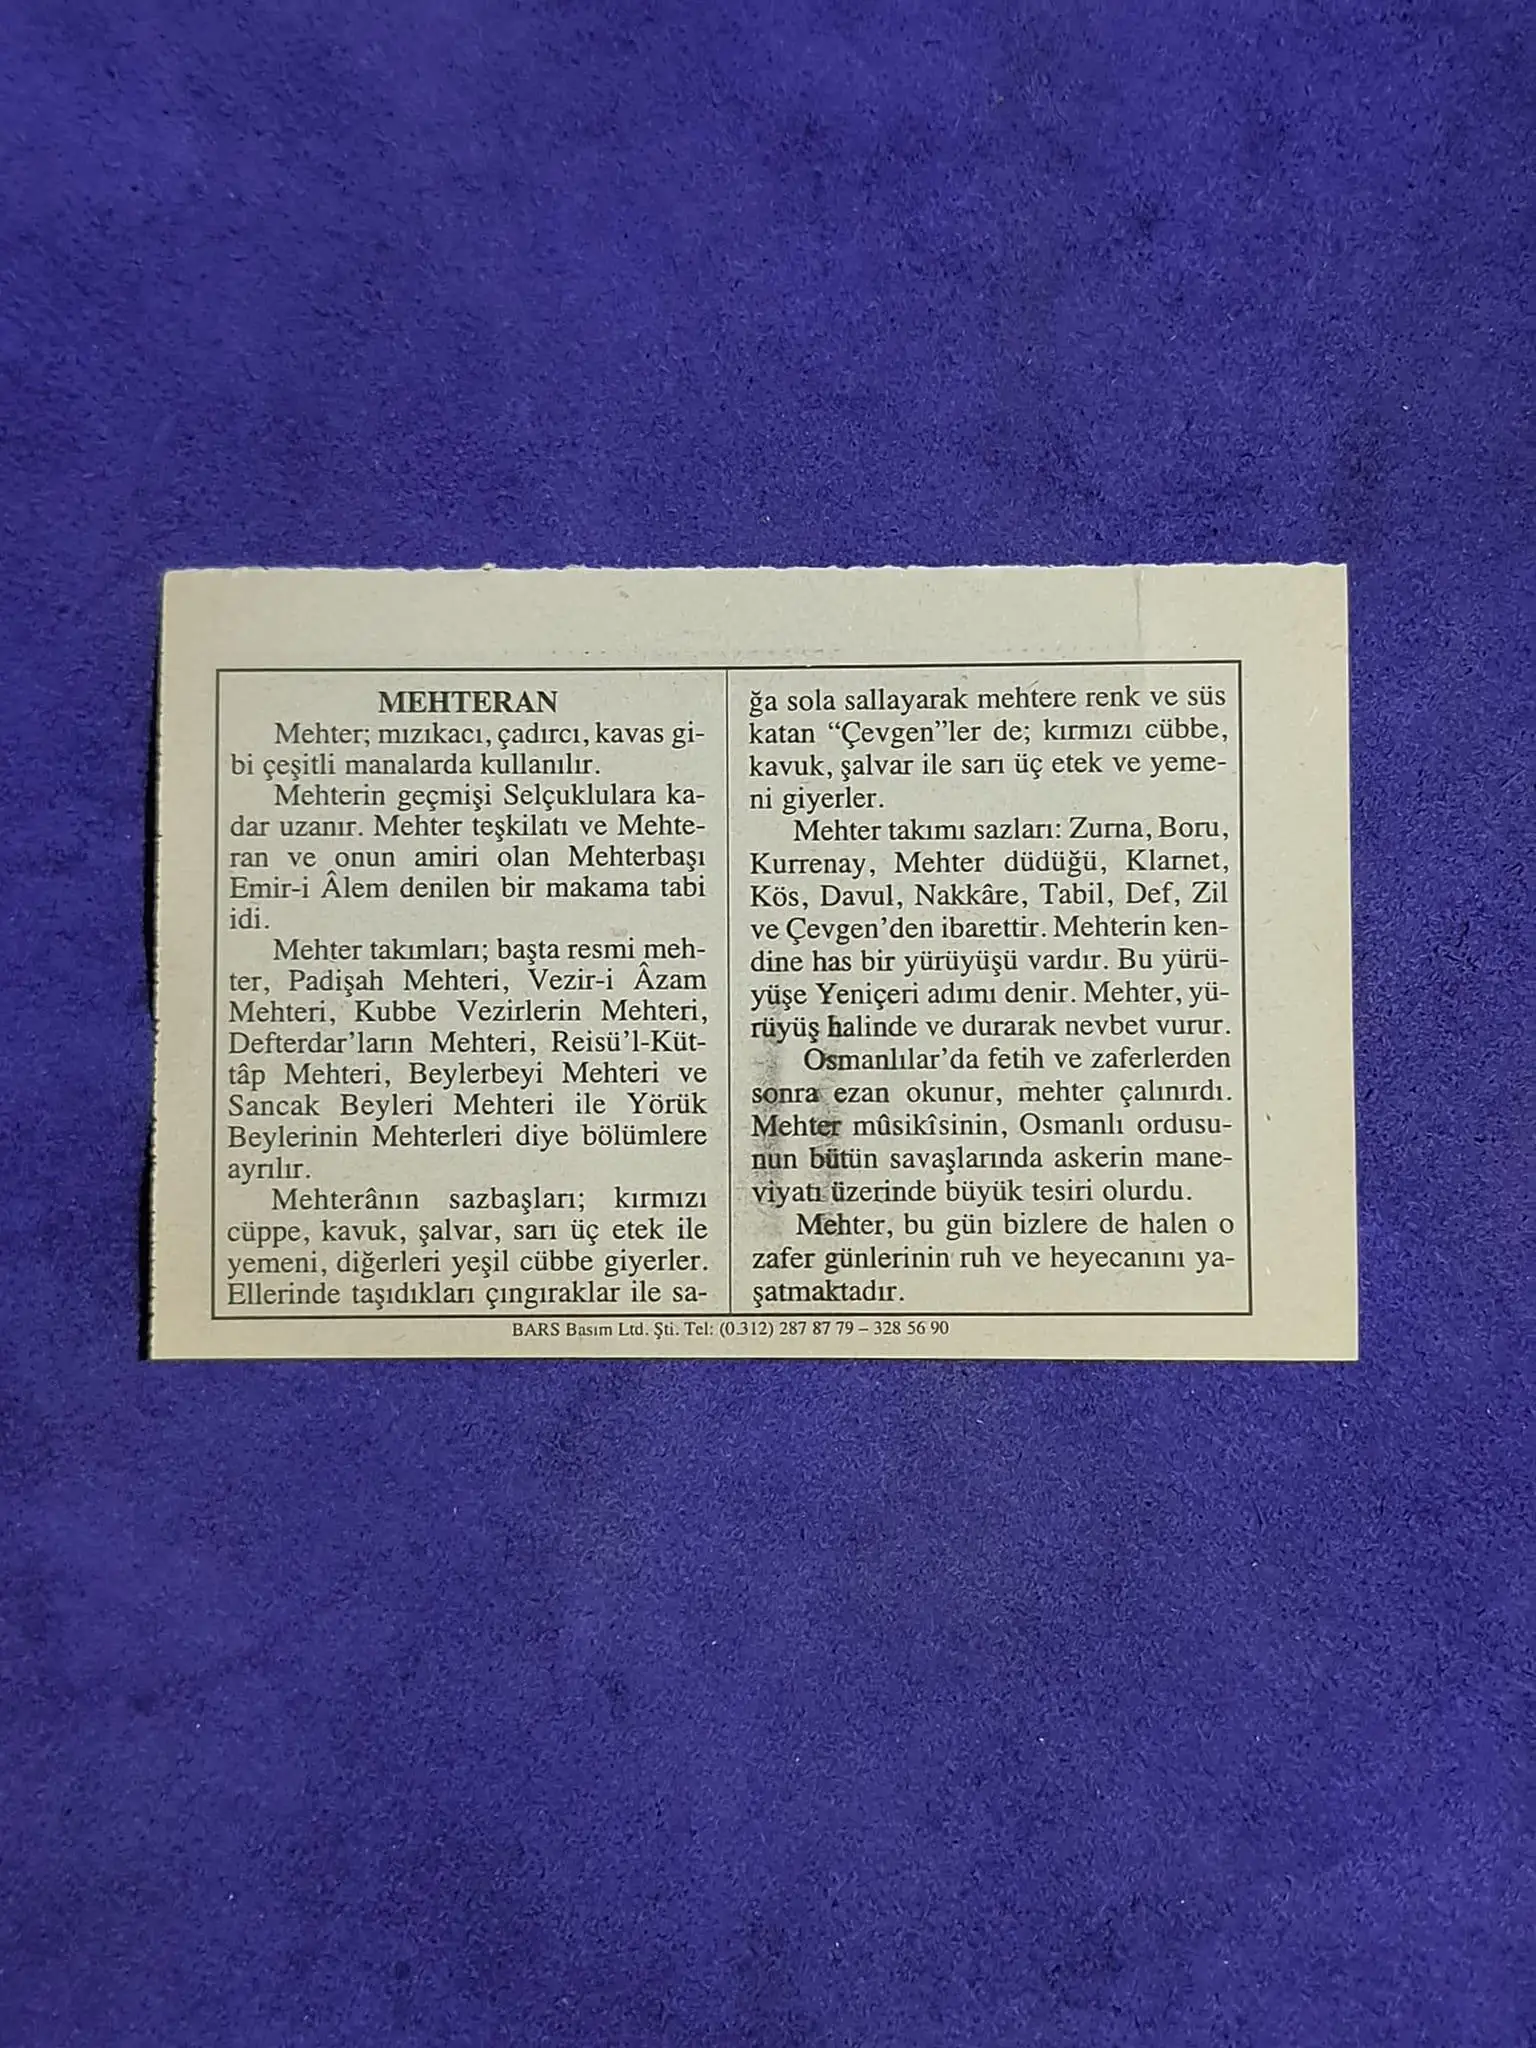 MEHTERAN
Mehter; mızıkacı, çadırcı, kavas gi-
bi çeşitli manalarda kullanılır.
Mehterin geçmişi Selçuklulara ka-
dar uzanır. Mehter teşkilatı ve Mehte-
ran ve onun amiri olan Mehterbaşı
Emir-i Âlem denilen bir makama tabi
idi.
Mehter takımları; başta resmi meh-
ter, Padişah Mehteri, Vezir-i Âzam
Mehteri, Kubbe Vezirlerin Mehteri,
Defterdar'ların Mehteri, Reisü'l-Küt-
tâp Mehteri, Beylerbeyi Mehteri ve
Sancak Beyleri Mehteri ile Yörük
Beylerinin Mehterleri diye bölümlere
ayrılır.
Mehterânın sazbaşları; kırmızı
cüppe, kavuk, şalvar, sarı üç etek ile
yemeni, diğerleri yeşil cübbe giyerler.
Ellerinde taşıdıkları çıngıraklar ile sa-
ğa sola sallayarak mehtere renk ve süs
katan “Çevgen”ler de; kırmızı cübbe,
kavuk, şalvar ile sarı üç etek ve yeme-
ni giyerler.
Mehter takımı sazları: Zurna, Boru,
Kurrenay, Mehter düdüğü, Klarnet,
Kös, Davul, Nakkâre, Tabil, Def, Zil
ve Çevgen'den ibarettir. Mehterin ken-
dine has bir yürüyüşü vardır. Bu yürü-
yüşe Yeniçeri adımı denir. Mehter, yü-
rüyüş halinde ve durarak nevbet vurur.
Osmanlılar'da fetih ve zaferlerden
sonra ezan okunur, mehter çalınırdı.
Mehter mûsikîsinin, Osmanlı ordusu-
nun bütün savaşlarında askerin mane-
viyatı üzerinde büyük tesiri olurdu.
Mehter, bu gün bizlere de halen o
zafer günlerinin ruh ve heyecanını ya-
şatmaktadır.
BARS Basım Ltd. Şti. Tel: (0.312) 287 87 79 – 328 56 90